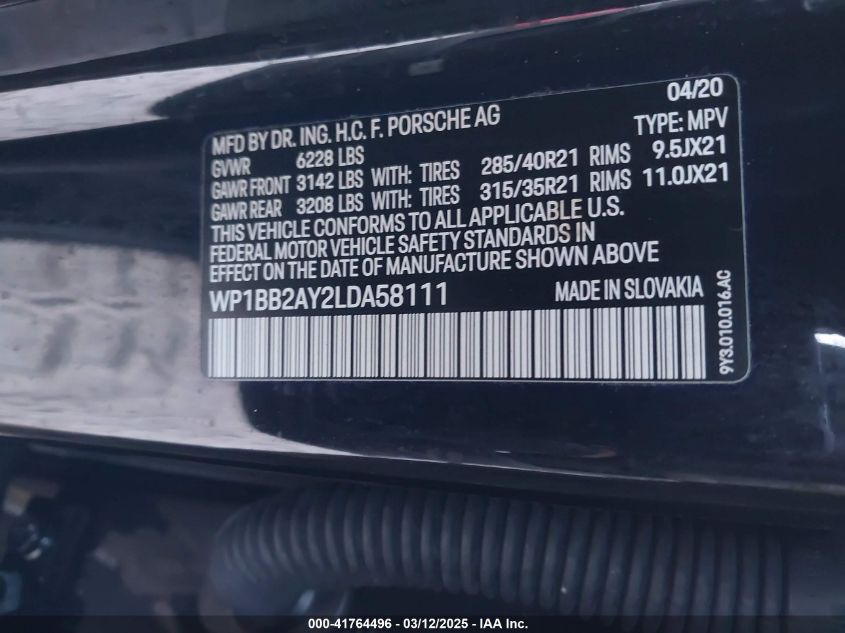 04/20
MFD BY DR. ING. H.C. F. PORSCHE AG
TYPE: MPV
GVWR 6228 LBS
GAWR FRONT 3142 LBS WITH: TIRES 285/40R21 RIMS 9.5JX21
GAWR REAR 3208 LBS WITH: TIRES 315/35R21 RIMS 11.0JX21
THIS VEHICLE CONFORMS TO ALL APPLICABLE U.S.
FEDERAL MOTOR VEHICLE SAFETY STANDARDS IN
EFFECT ON THE DATE OF MANUFACTURE SHOWN ABOVE
WP1BB2AY2LDA58111 MADE IN SLOVAKIA
9Y3.010.016.AC
000-41764496 - 03/12/2025 - IAA Inc.